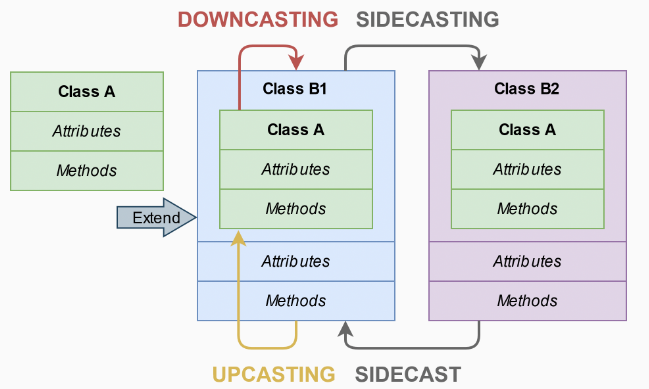 DOWNCASTING SIDECASTING
Class A
Attributes
Methods
Extend
Class B1
Class A
Attributes
Methods
Attributes
Methods
Class B2
Class A
Attributes
Methods
Attributes
Methods
UPCASTING SIDECAST